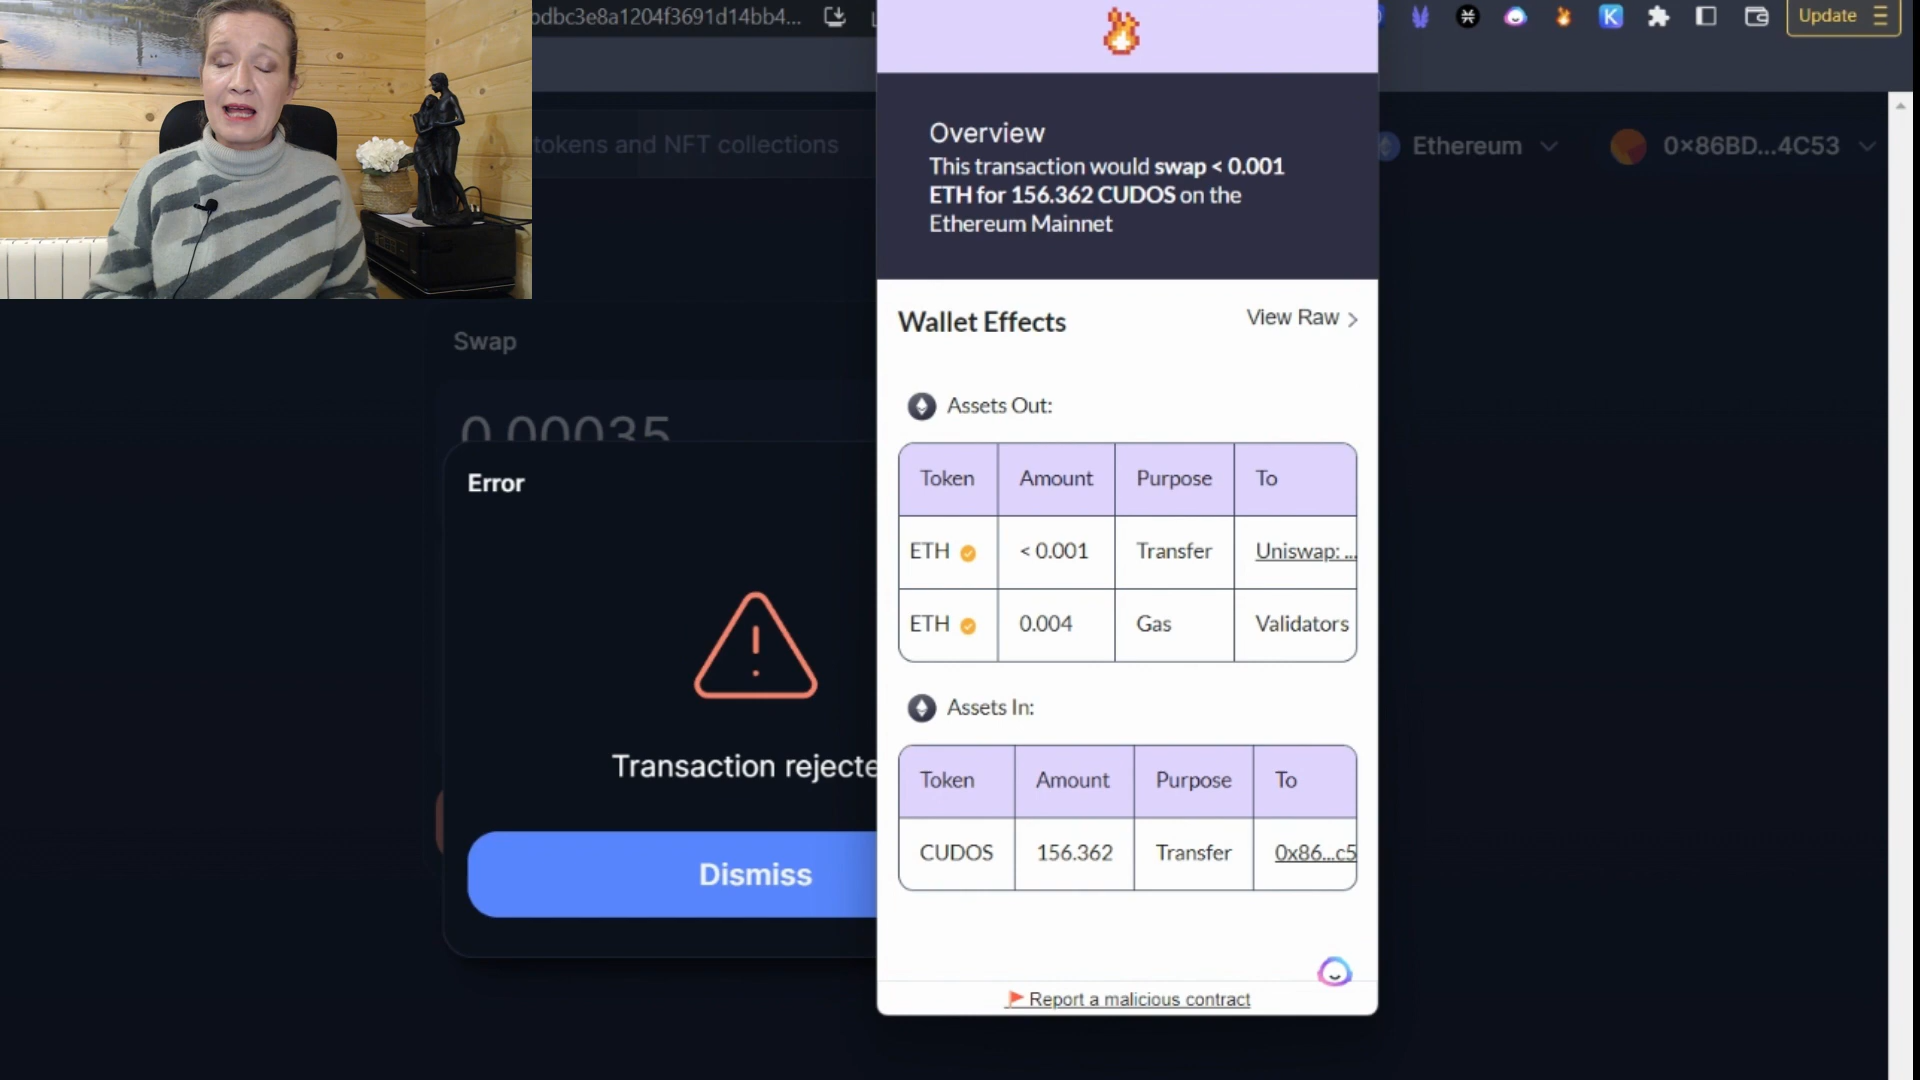 bdbc3e8a1204f3691d14bb4...
K
Update
tokens and NFT collections
Ethereum
0×86BD...4C53
Swap
0.00035
Error
Transaction rejecte
Dismiss
Overview
This transaction would swap < 0.001
ETH for 156.362 CUDOS on the
Ethereum Mainnet
Wallet Effects
View Raw >
Assets Out:
Token Amount Purpose To
ETH < 0.001 Transfer Uniswap: ...
ETH 0.004 Gas Validators
Assets In:
Token Amount Purpose To
CUDOS 156.362 Transfer 0x86...c5
Report a malicious contract